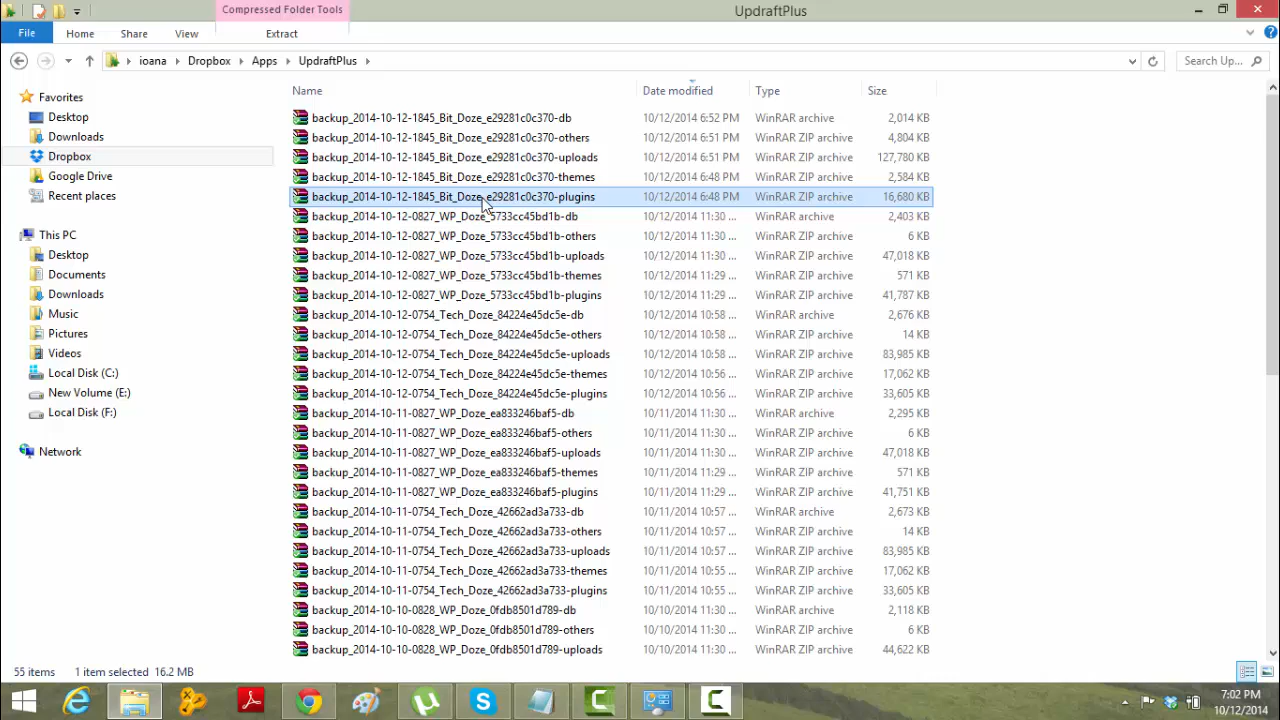 Compressed Folder Tools
UpdraftPlus
File Home Share View Extract
ioana Dropbox Apps UpdraftPlus
Search Up...
Name Date modified Type Size
Favorites
Desktop
Downloads
Dropbox
Google Drive
Recent places
This PC
Desktop
Documents
Downloads
Music
Pictures
Videos
Local Disk (C:)
New Volume (E:)
Local Disk (F:)
Network
backup_2014-10-12-1845_Bit_Doze_e29281c0c370-db 10/12/2014 6:52 PM WinRAR archive 2,014 KB
backup_2014-10-12-1845_Bit_Doze_e29281c0c370-others 10/12/2014 6:51 PM WinRAR ZIP archive 4,804 KB
backup_2014-10-12-1845_Bit_Doze_e29281c0c370-uploads 10/12/2014 6:51 PM WinRAR ZIP archive 127,780 KB
backup_2014-10-12-1845_Bit_Doze_e29281c0c370-themes 10/12/2014 6:48 PM WinRAR ZIP archive 2,584 KB
backup_2014-10-12-1845_Bit_Doze_e29281c0c370-plugins 10/12/2014 6:48 PM WinRAR ZIP archive 16,680 KB
backup_2014-10-12-0827_WP_Doze_5733cc45bd1b-db 10/12/2014 11:30 ... WinRAR archive 2,403 KB
backup_2014-10-12-0827_WP_Doze_5733cc45bd1b-others 10/12/2014 11:30 ... WinRAR ZIP archive 6 KB
backup_2014-10-12-0827_WP_Doze_5733cc45bd1b-uploads 10/12/2014 11:30 ... WinRAR ZIP archive 47,018 KB
backup_2014-10-12-0827_WP_Doze_5733cc45bd1b-themes 10/12/2014 11:29 ... WinRAR ZIP archive 571 KB
backup_2014-10-12-0827_WP_Doze_5733cc45bd1b-plugins 10/12/2014 11:29 ... WinRAR ZIP archive 41,787 KB
backup_2014-10-12-0754_Tech_Doze_84224e45dc5e-db 10/12/2014 10:58 ... WinRAR archive 2,676 KB
backup_2014-10-12-0754_Tech_Doze_84224e45dc5e-others 10/12/2014 10:58 ... WinRAR ZIP archive 14 KB
backup_2014-10-12-0754_Tech_Doze_84224e45dc5e-uploads 10/12/2014 10:58 ... WinRAR ZIP archive 83,985 KB
backup_2014-10-12-0754_Tech_Doze_84224e45dc5e-themes 10/12/2014 10:56 ... WinRAR ZIP archive 17,062 KB
backup_2014-10-12-0754_Tech_Doze_84224e45dc5e-plugins 10/12/2014 10:56 ... WinRAR ZIP archive 33,605 KB
backup_2014-10-11-0827_WP_Doze_ea833246baf5-db 10/11/2014 11:30 ... WinRAR archive 2,295 KB
backup_2014-10-11-0827_WP_Doze_ea833246baf5-others 10/11/2014 11:30 ... WinRAR ZIP archive 6 KB
backup_2014-10-11-0827_WP_Doze_ea833246baf5-uploads 10/11/2014 11:30 ... WinRAR ZIP archive 47,018 KB
backup_2014-10-11-0827_WP_Doze_ea833246baf5-themes 10/11/2014 11:29 ... WinRAR ZIP archive 571 KB
backup_2014-10-11-0827_WP_Doze_ea833246baf5-plugins 10/11/2014 11:29 ... WinRAR ZIP archive 41,751 KB
backup_2014-10-11-0754_Tech_Doze_42662ad3a733-db 10/11/2014 10:57 ... WinRAR archive 2,673 KB
backup_2014-10-11-0754_Tech_Doze_42662ad3a733-others 10/11/2014 10:57 ... WinRAR ZIP archive 14 KB
backup_2014-10-11-0754_Tech_Doze_42662ad3a733-uploads 10/11/2014 10:57 ... WinRAR ZIP archive 83,985 KB
backup_2014-10-11-0754_Tech_Doze_42662ad3a733-themes 10/11/2014 10:55 ... WinRAR ZIP archive 17,062 KB
backup_2014-10-11-0754_Tech_Doze_42662ad3a733-plugins 10/11/2014 10:55 ... WinRAR ZIP archive 33,605 KB
backup_2014-10-10-0828_WP_Doze_0fdb8501d789-db 10/10/2014 11:30 ... WinRAR archive 2,118 KB
backup_2014-10-10-0828_WP_Doze_0fdb8501d789-others 10/10/2014 11:30 ... WinRAR ZIP archive 6 KB
backup_2014-10-10-0828_WP_Doze_0fdb8501d789-uploads 10/10/2014 11:30 ... WinRAR ZIP archive 44,622 KB
55 items 1 item selected 16.2 MB
7:02 PM
10/12/2014